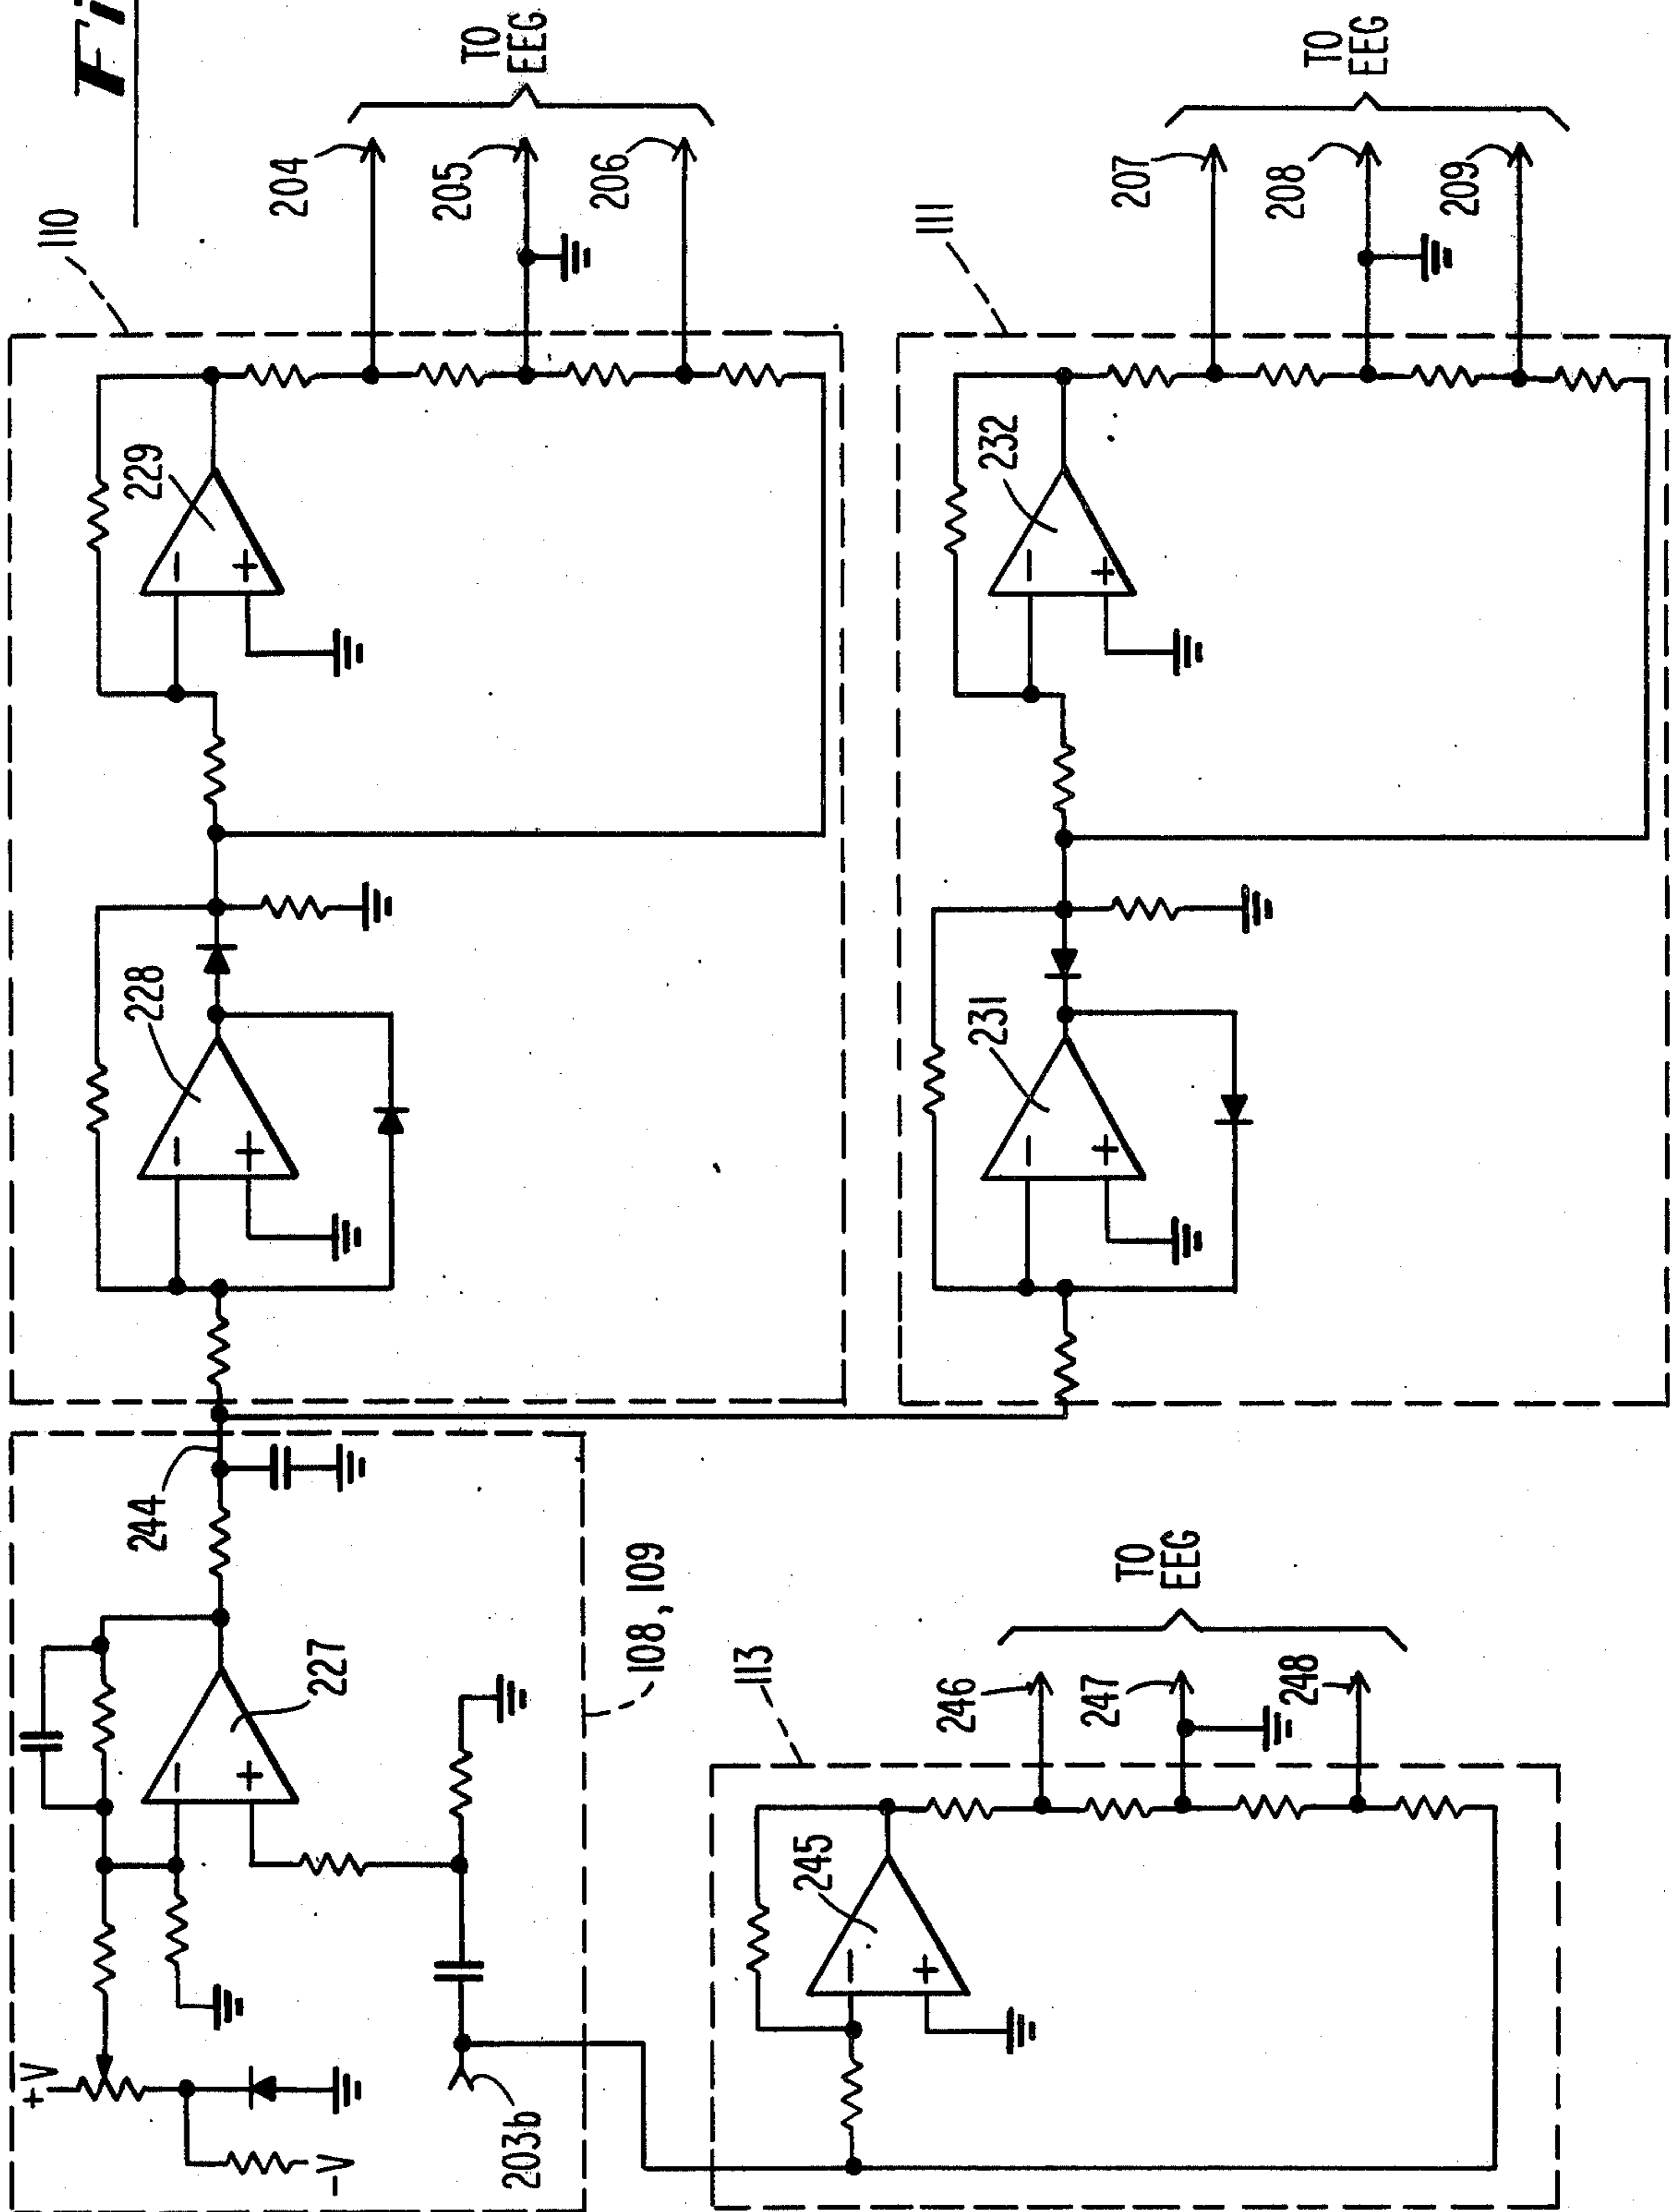 Fi
110
204
TO
EEG
205
206
229
228
111
207
TO
EEG
208
209
232
231
244
227
108, 109
+V
-V
203b
113
246
TO
EEG
247
248
245
- +
- +
- +
- +
- +
- +